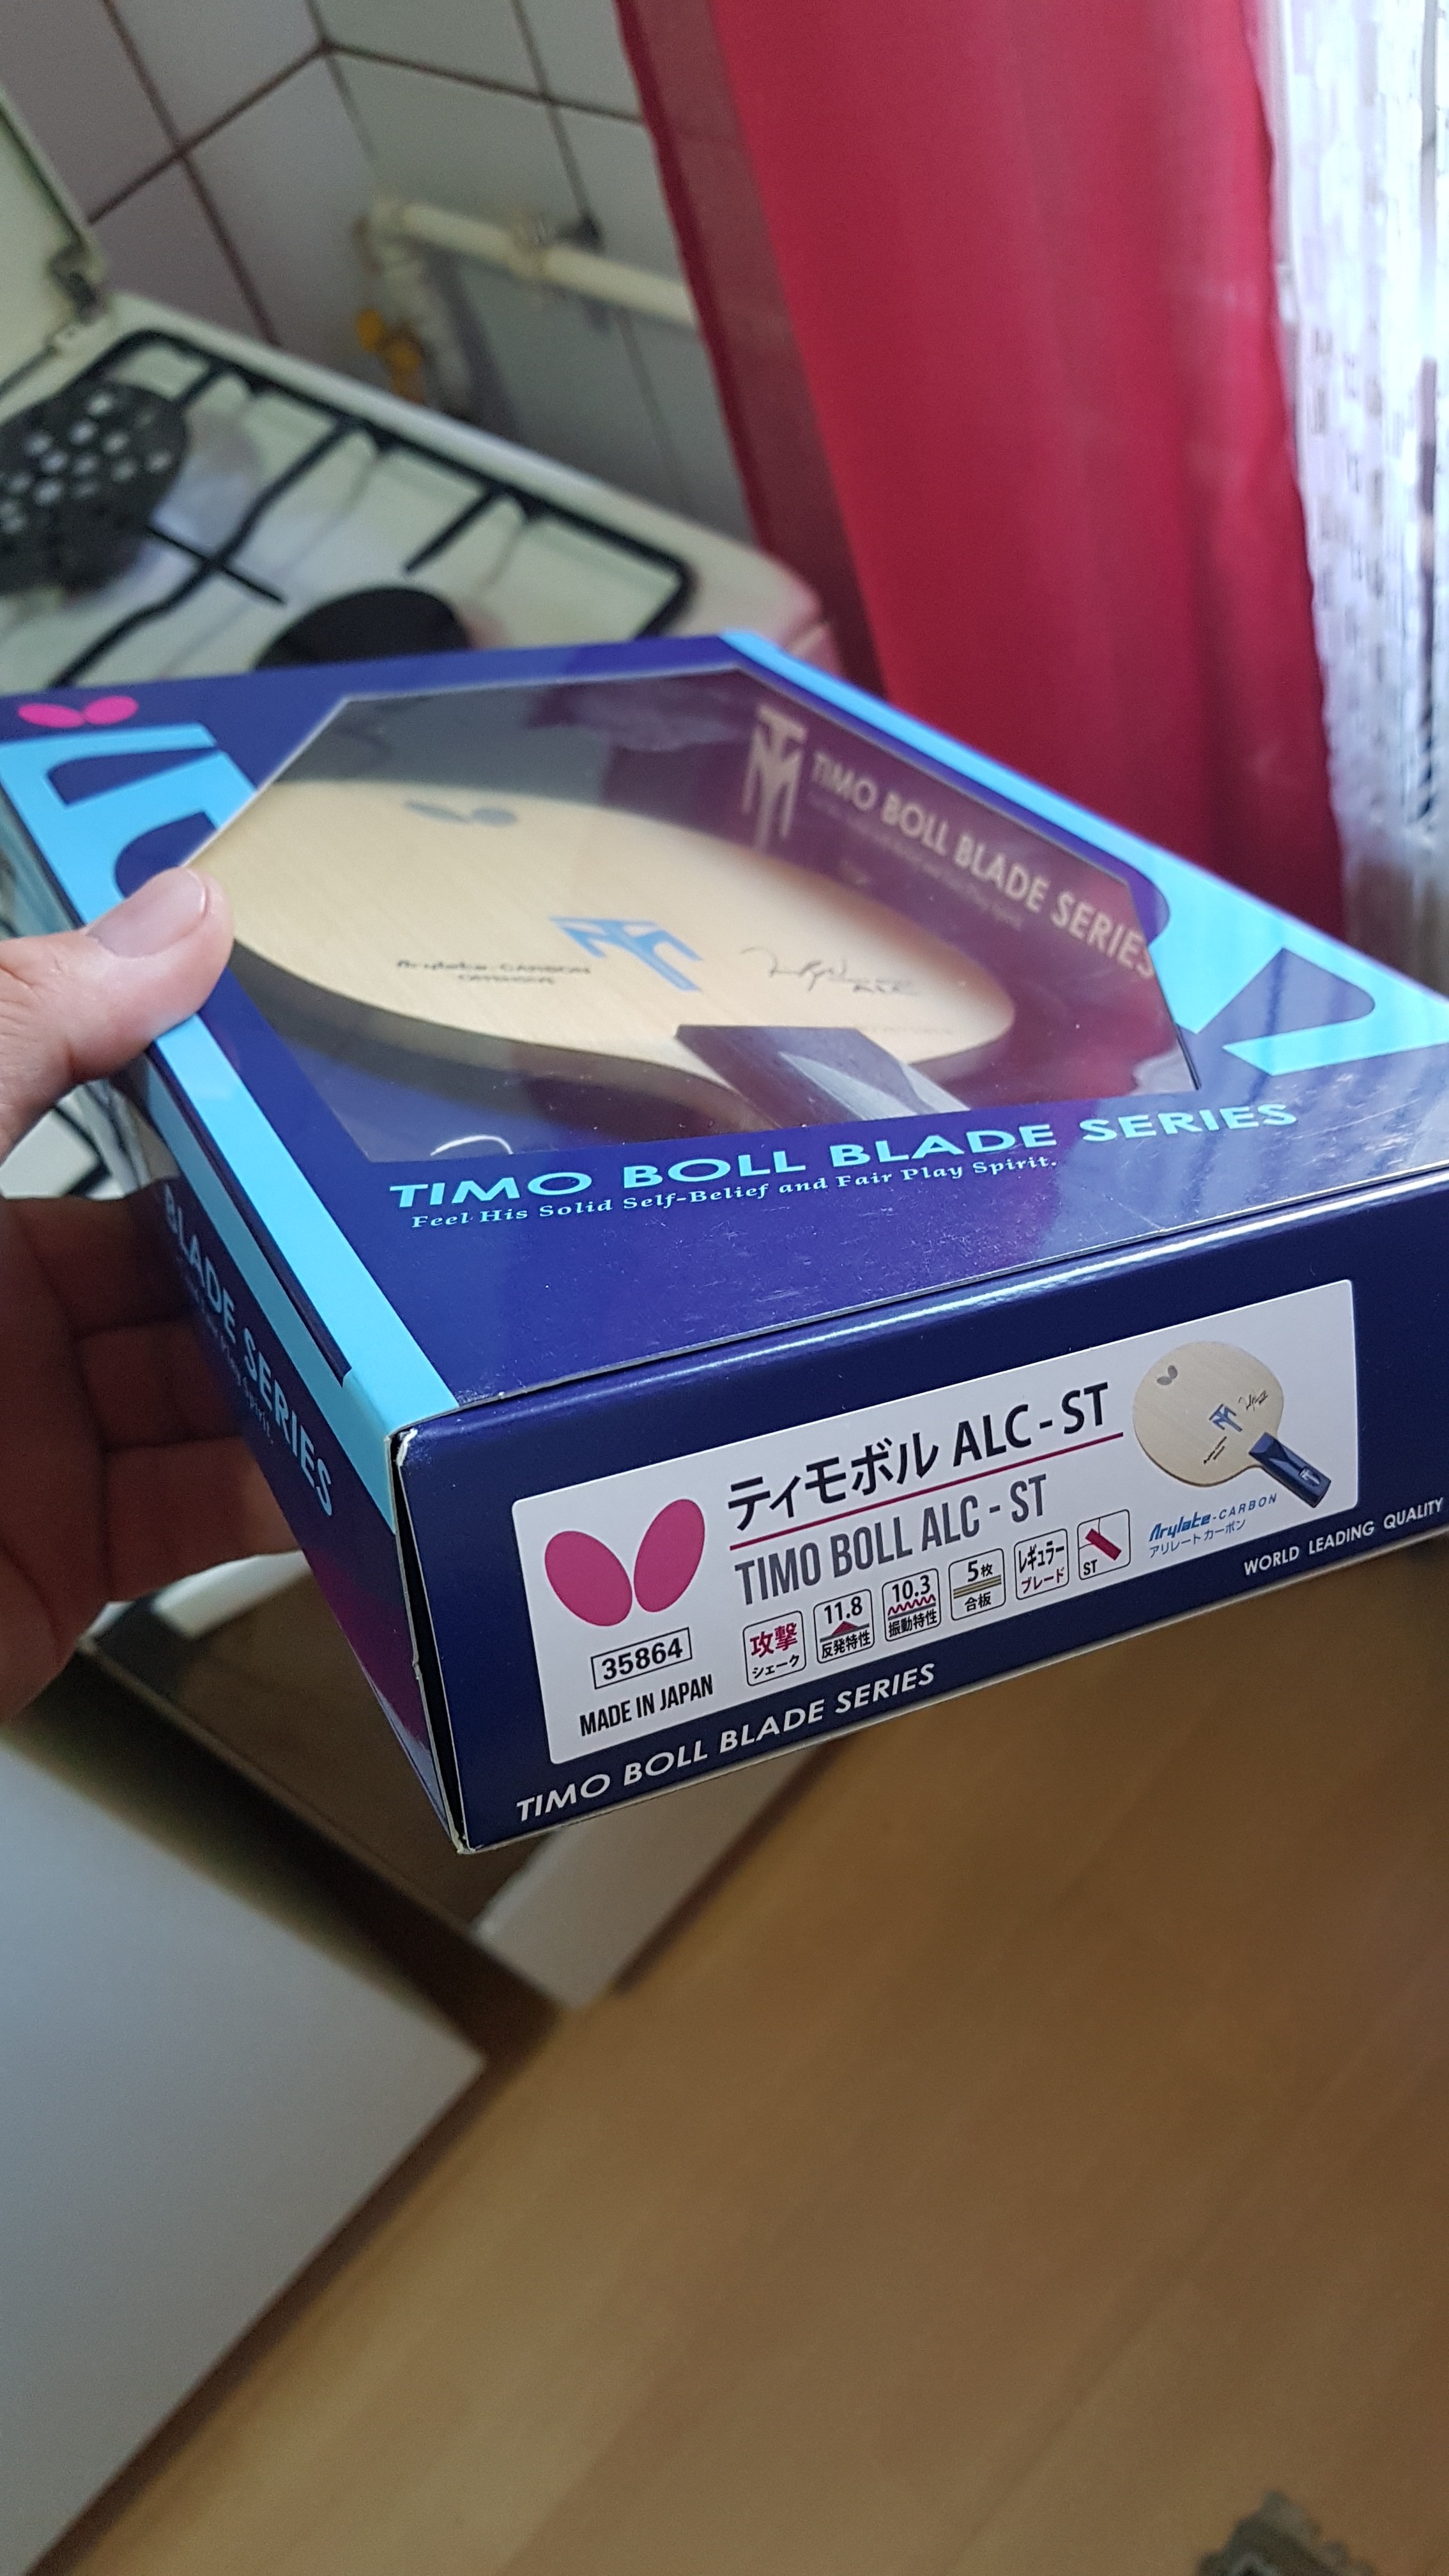 TIMO BOLL BLADE SERIES
Arylate-CARBON
OFFENSIVE
TIMO BOLL BLADE SERIES
Feel His Solid Self-Belief and Fair Play Spirit.
BLADE SERIES
ティモボル ALC-ST
TIMO BOLL ALC-ST
攻撃
シェーク
11.8
反発特性
10.3
振動特性
5枚
合板
レギュラー
ブレード
ST
Arylate-CARBON
アリレートカーボン
35864
MADE IN JAPAN
TIMO BOLL BLADE SERIES
WORLD LEADING QUALITY